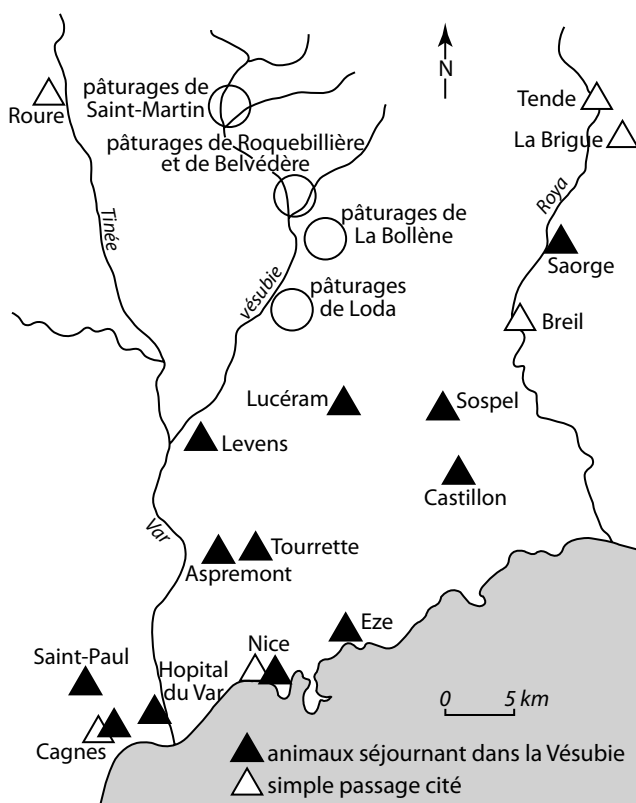 pâturages de
Saint-Martin
N
Roure
Tende
La Brigue
pâturages de Roquebillière
et de Belvédère
Tinée
Roya
pâturages de
La Bollène
Saorge
vésubie
pâturages
de Loda
Breil
Lucéram
Sospel
Levens
Castillon
Var
Tourrette
Aspremont
Eze
Nice
Saint-Paul
Hopital
du Var
Cagnes
0 5 km
animaux séjournant dans la Vésubie
simple passage cité